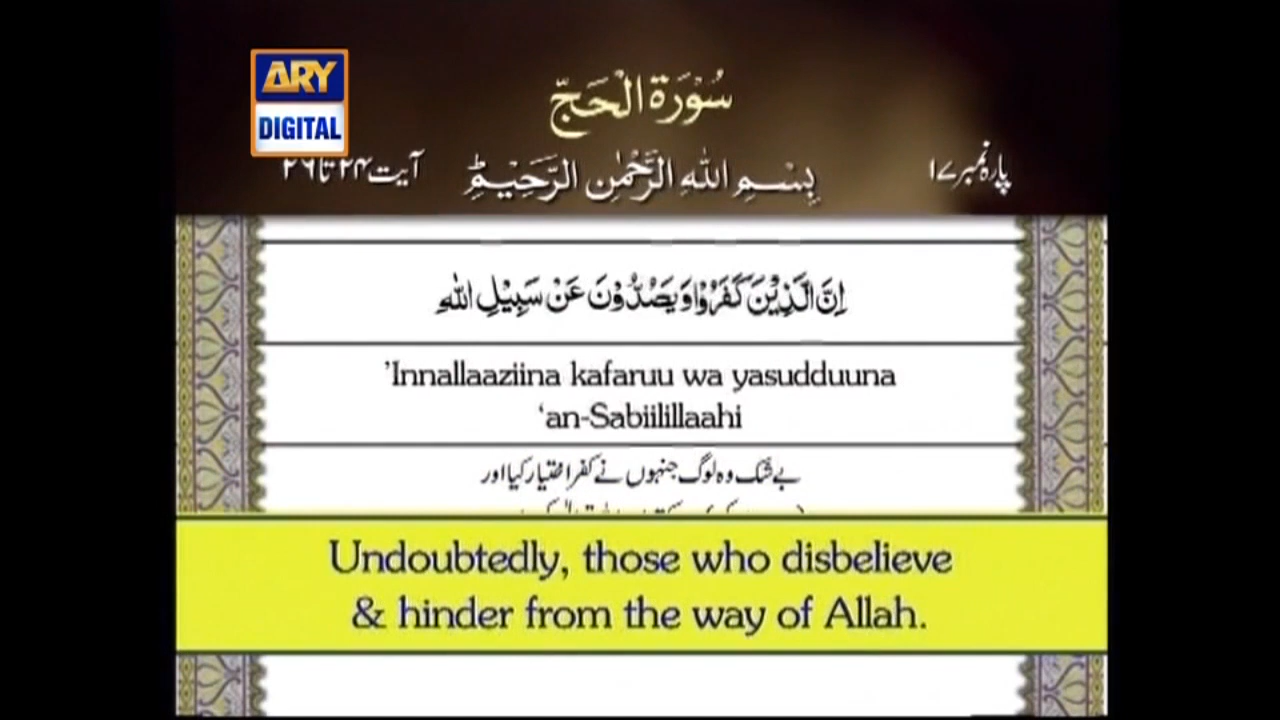 ARY
DIGITAL
سُوْرَةُ الْحَجّ
پارہ نمبر ۱۷
بِسْمِ اللّٰهِ الرَّحْمٰنِ الرَّحِيْمِ
آیت ۲۴ تا ۲۶
اِنَّ الَّذِيْنَ كَفَرُوْا وَ يَصُدُّوْنَ عَنْ سَبِيْلِ اللّٰهِ
’Innallaaziina kafaruu wa yasudduuna
‘an-Sabiilillaahi
بے شک وہ لوگ جنہوں نے کفر اختیار کیا اور
Undoubtedly, those who disbelieve
& hinder from the way of Allah.